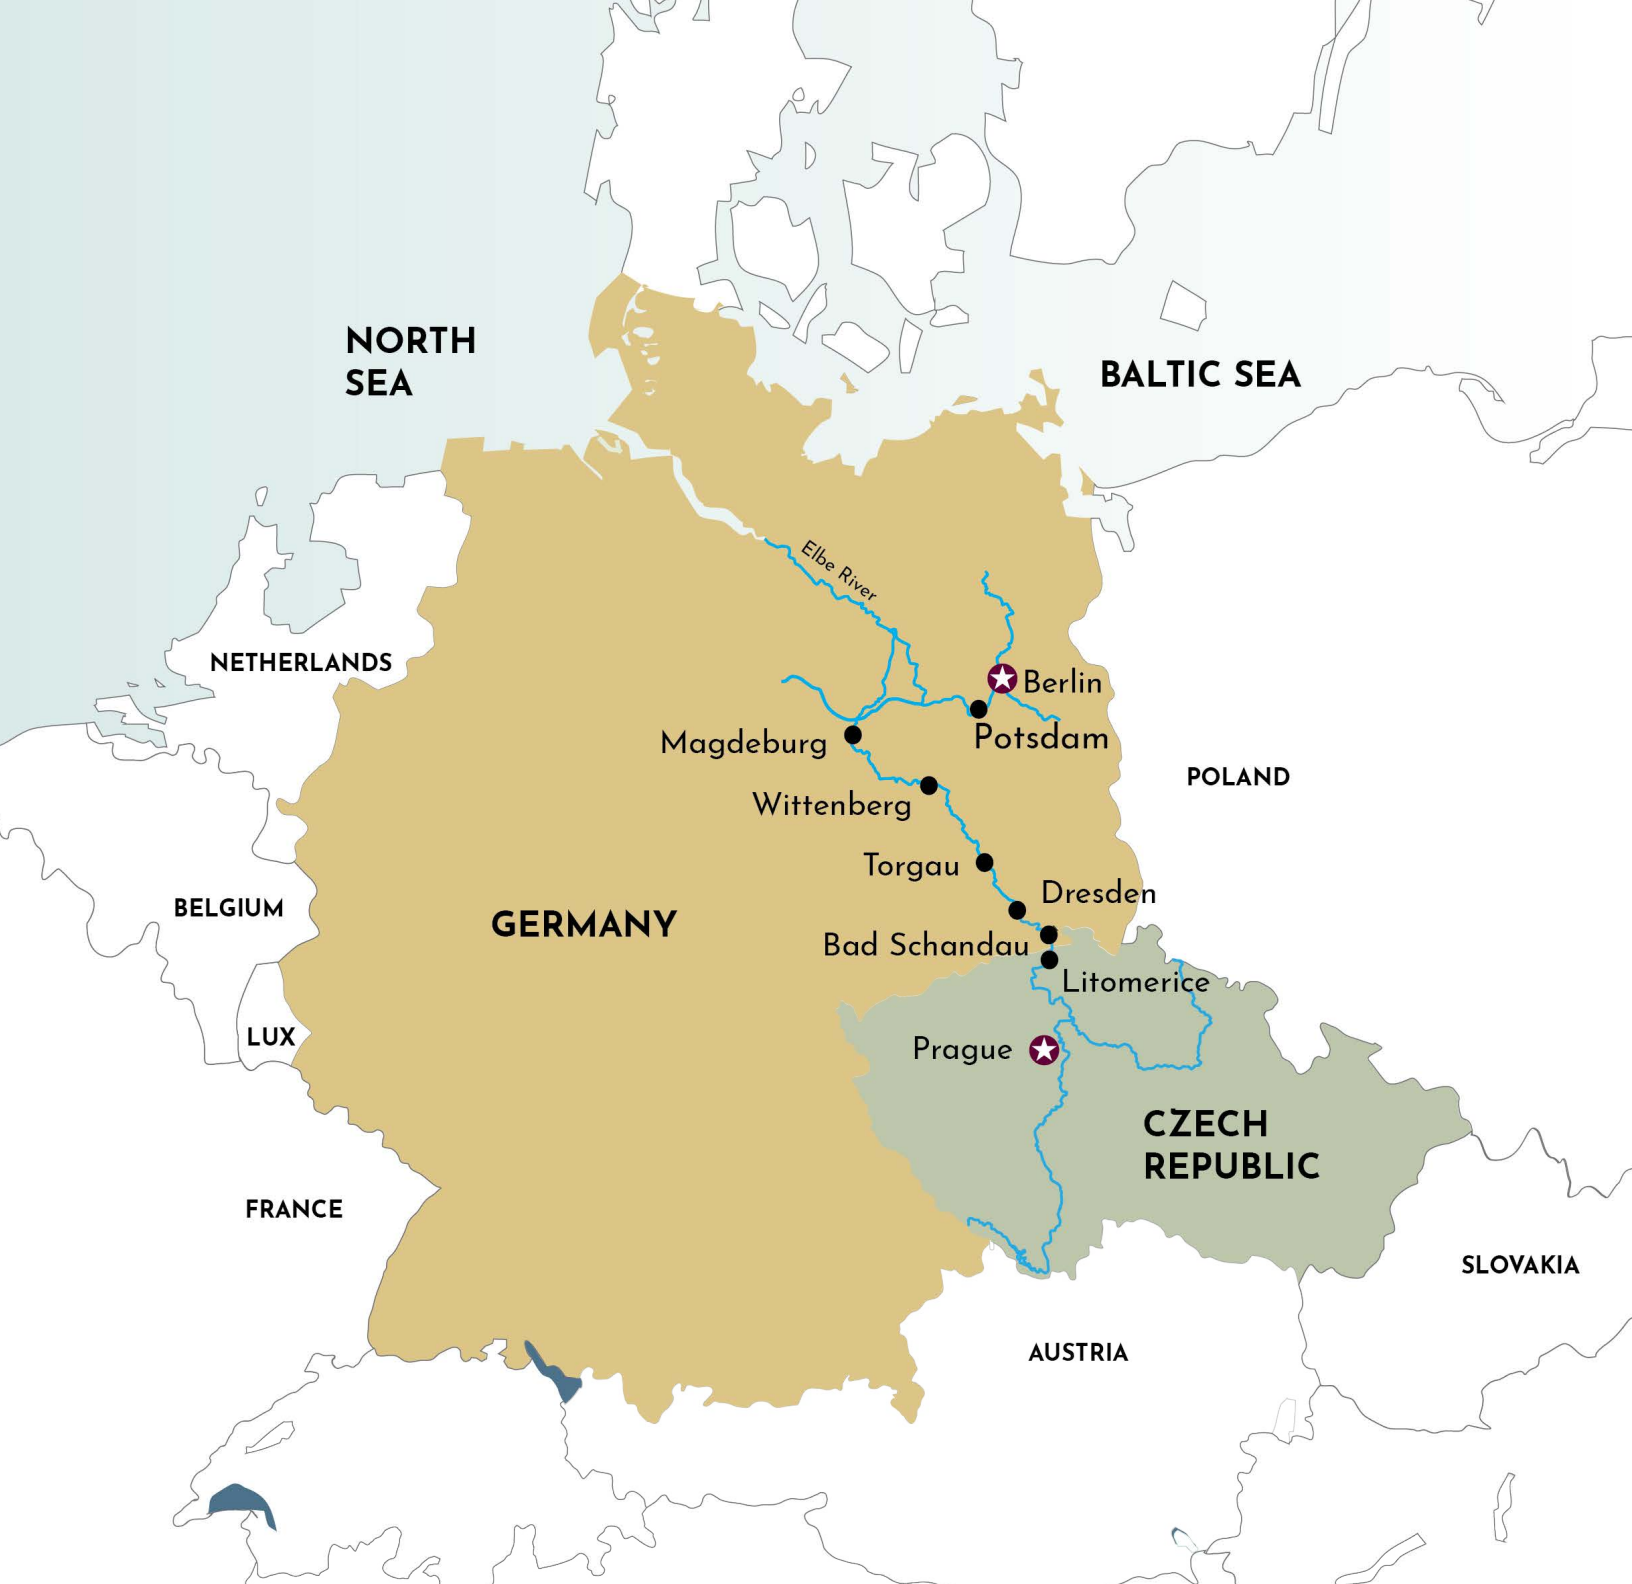 NORTH
SEA
BALTIC SEA
Elbe River
NETHERLANDS
Berlin
Potsdam
Magdeburg
POLAND
Wittenberg
Torgau
Dresden
BELGIUM
GERMANY
Bad Schandau
Litomerice
LUX
Prague
CZECH
REPUBLIC
FRANCE
SLOVAKIA
AUSTRIA